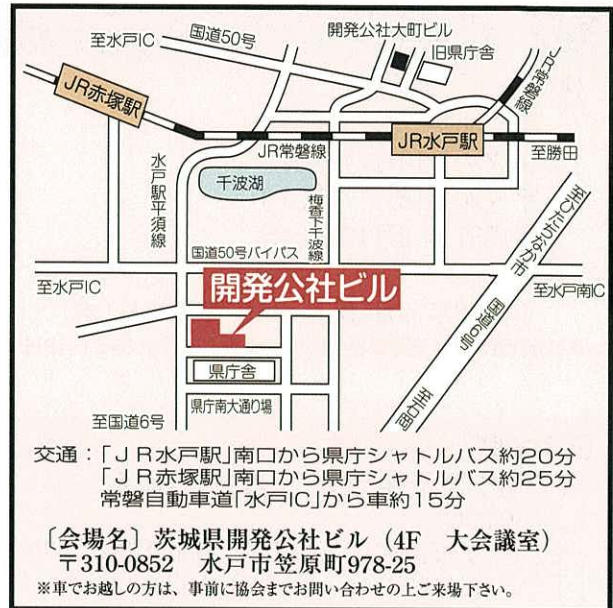 国道50号
開発公社大町ビル
至水戸IC
旧県庁舎
JR常磐線
JR赤塚駅
JR水戸駅
JR常磐線
至勝田
水戸駅平須線
千波湖
梅香下千波線
至ひたちなか市
国道50号バイパス
至水戸IC
開発公社ビル
至水戸南IC
国道6号
県庁舎
至石岡
県庁南大通り場
至国道6号
交通：「JR水戸駅」南口から県庁シャトルバス約20分
「JR赤塚駅」南口から県庁シャトルバス約25分
常磐自動車道「水戸IC」から車約15分
〔会場名〕茨城県開発公社ビル（4F　大会議室）
〒310-0852　水戸市笠原町978-25
※車でお越しの方は、事前に協会までお問い合わせの上ご来場下さい。